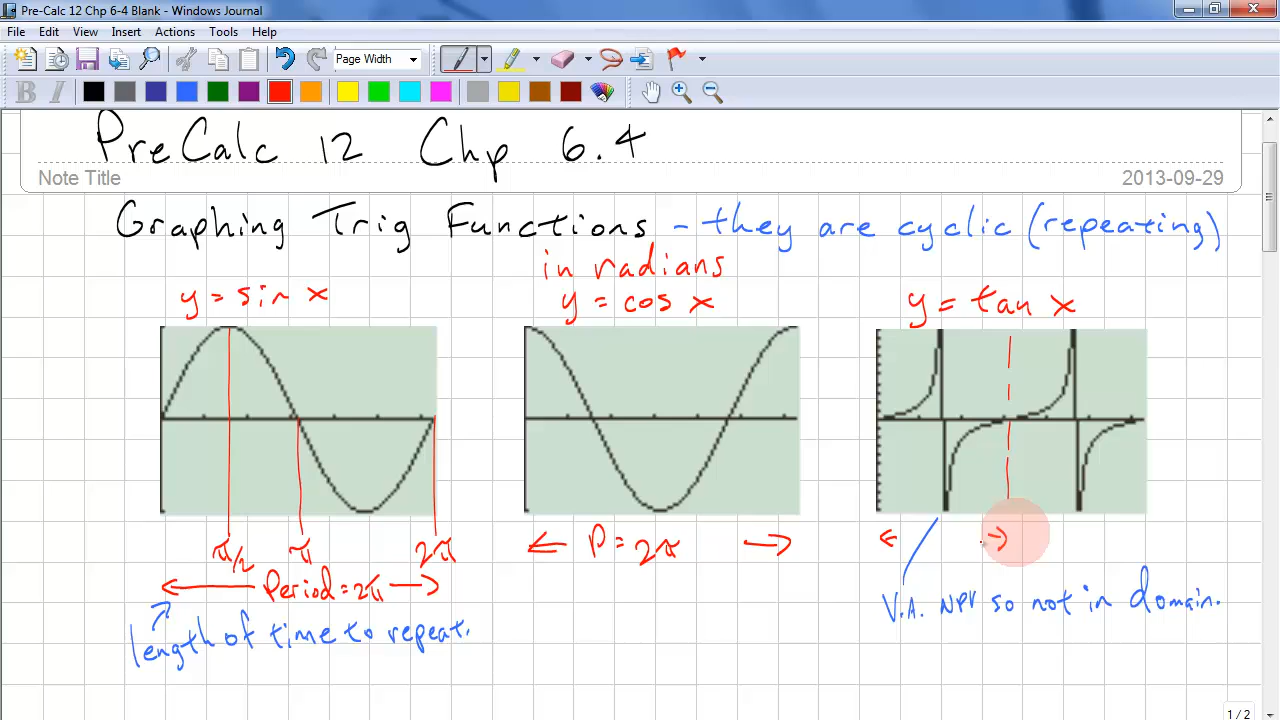 Pre-Calc 12 Chp 6-4 Blank - Windows Journal
File Edit View Insert Actions Tools Help
Page Width
B I
PreCalc 12 Chp 6.4
Note Title
2013-09-29
Graphing Trig Functions - they are cyclic (repeating)
in radians
y = sin x
y = cos x
y = tan x
π/2 π 2π
Period = 2π
length of time to repeat.
P = 2π
V.A. NPV so not in domain.
1 / 2